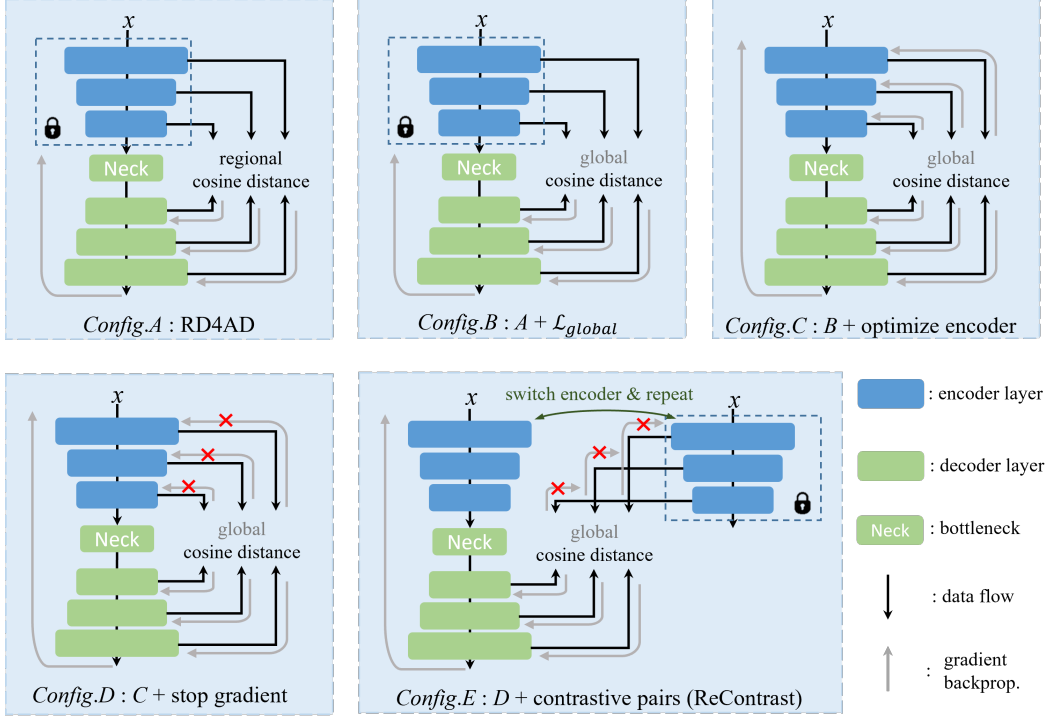 x
Neck
regional
cosine distance
Config.A : RD4AD
x
Neck
global
cosine distance
Config.B : A + ℒglobal
x
Neck
global
cosine distance
Config.C : B + optimize encoder
x
Neck
global
cosine distance
Config.D : C + stop gradient
switch encoder & repeat
x
x
Neck
global
cosine distance
Config.E : D + contrastive pairs (ReContrast)
: encoder layer
: decoder layer
Neck : bottleneck
: data flow
: gradient
backprop.